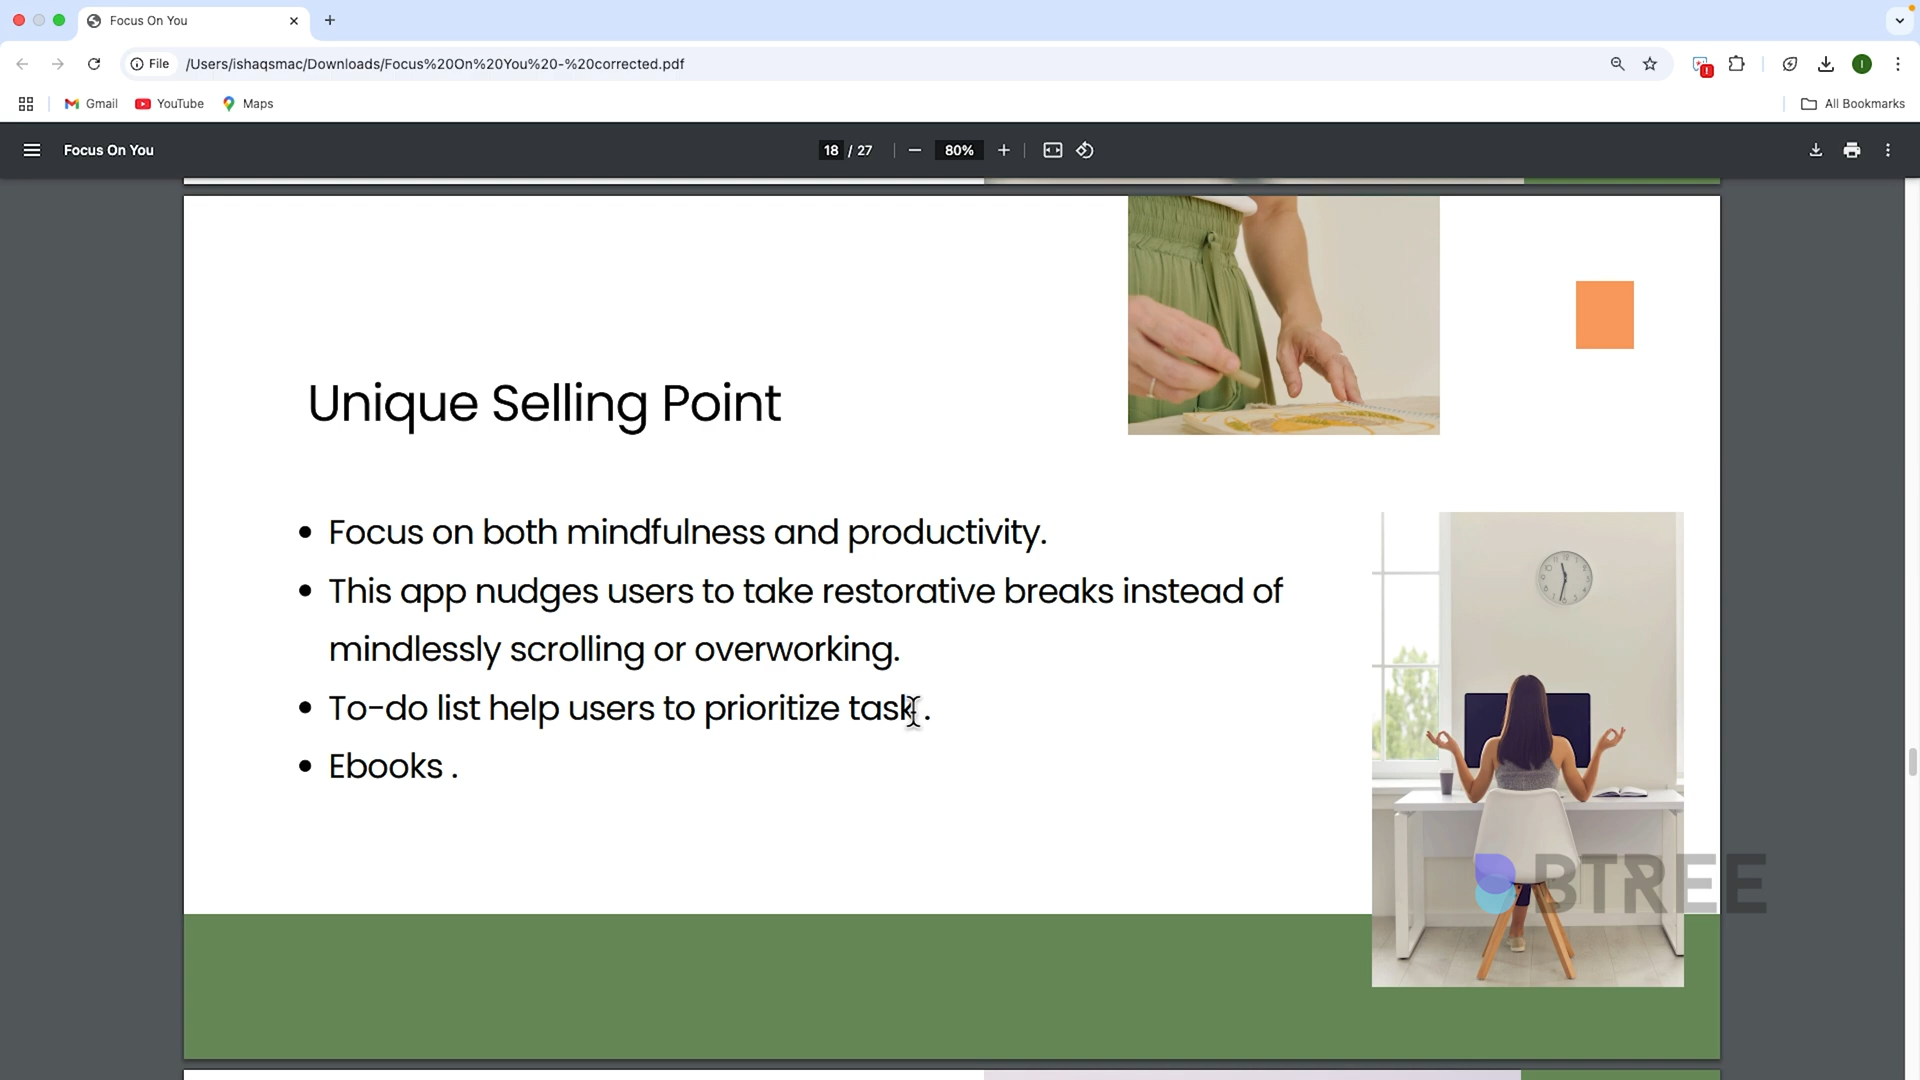 Focus On You
File
/Users/ishaqsmac/Downloads/Focus%20On%20You%20-%20corrected.pdf
I
Gmail
YouTube
Maps
All Bookmarks
Focus On You
18 / 27
80%
Unique Selling Point
• Focus on both mindfulness and productivity.
• This app nudges users to take restorative breaks instead of
mindlessly scrolling or overworking.
• To-do list help users to prioritize task .
• Ebooks .
BTREE